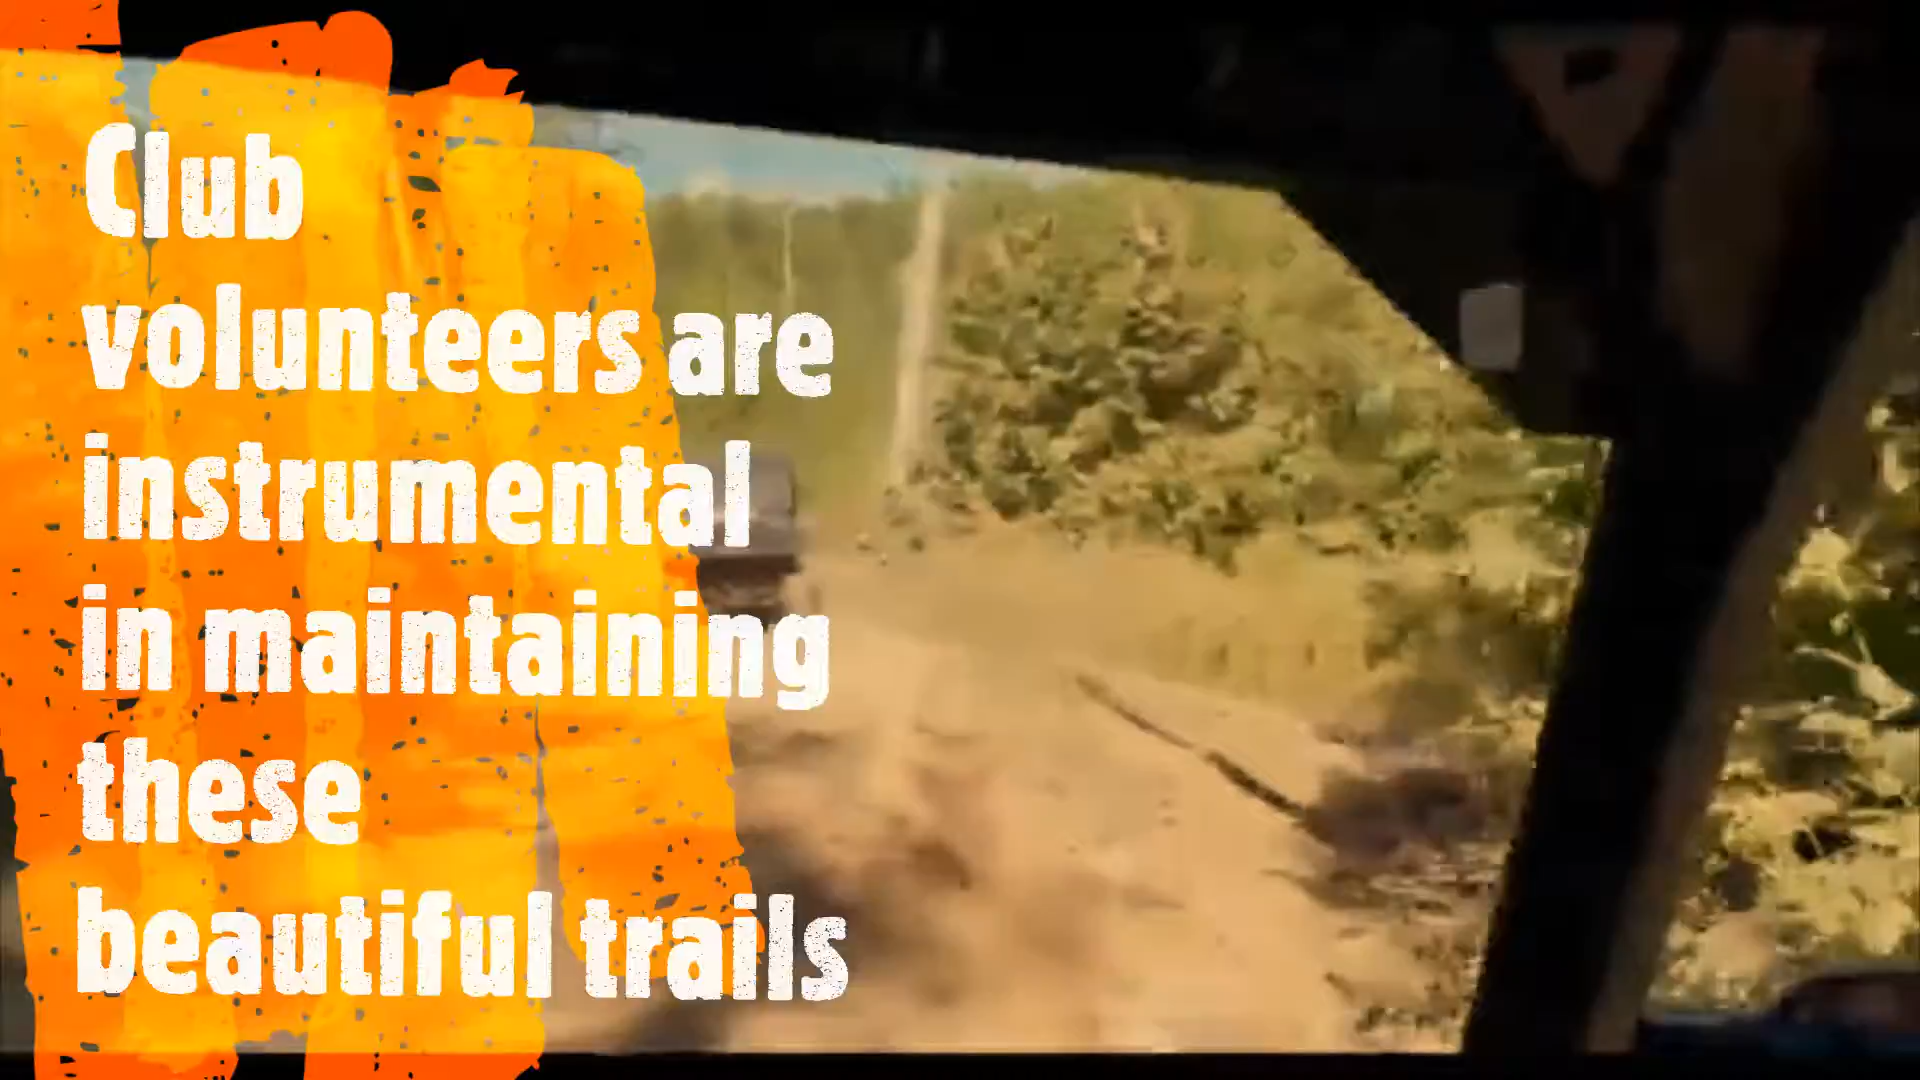 Club
volunteers are
instrumental
in maintaining
these
beautiful trails